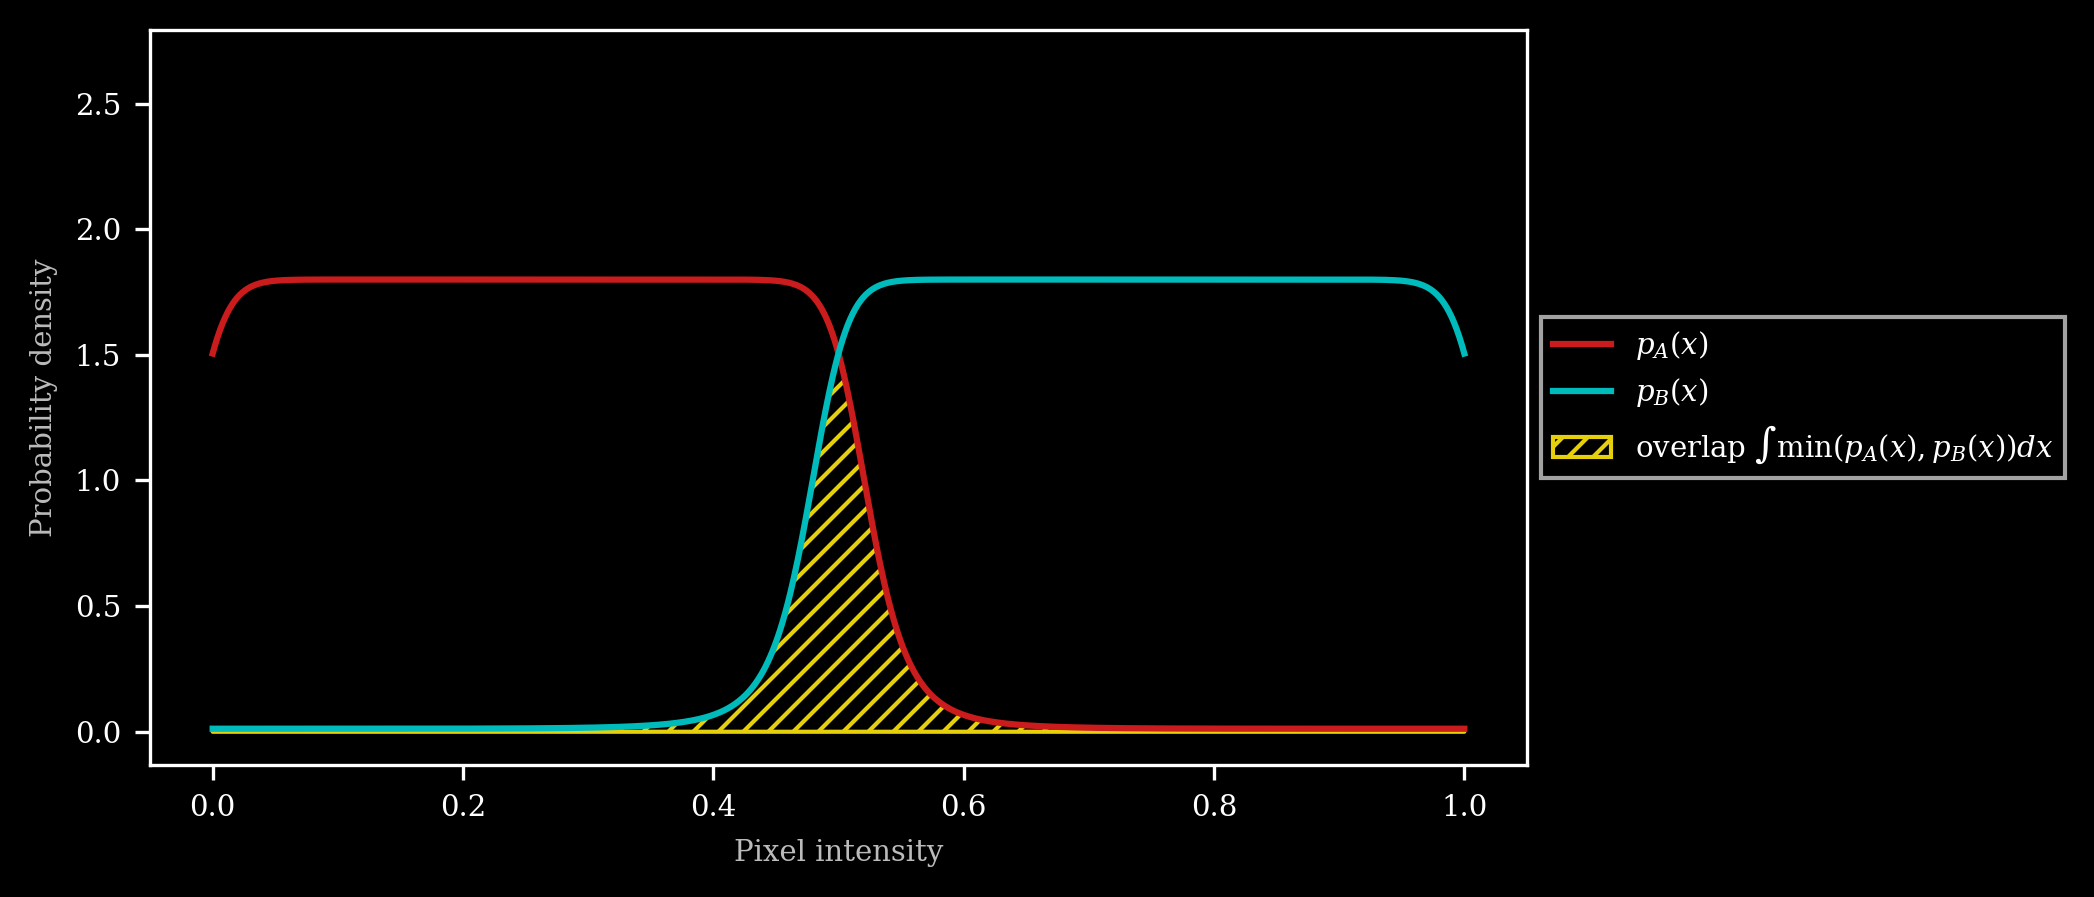 Probability density
2.5
2.0
1.5
1.0
0.5
0.0
0.0 0.2 0.4 0.6 0.8 1.0
Pixel intensity
p_A(x)
p_B(x)
overlap ∫min(p_A(x), p_B(x))dx